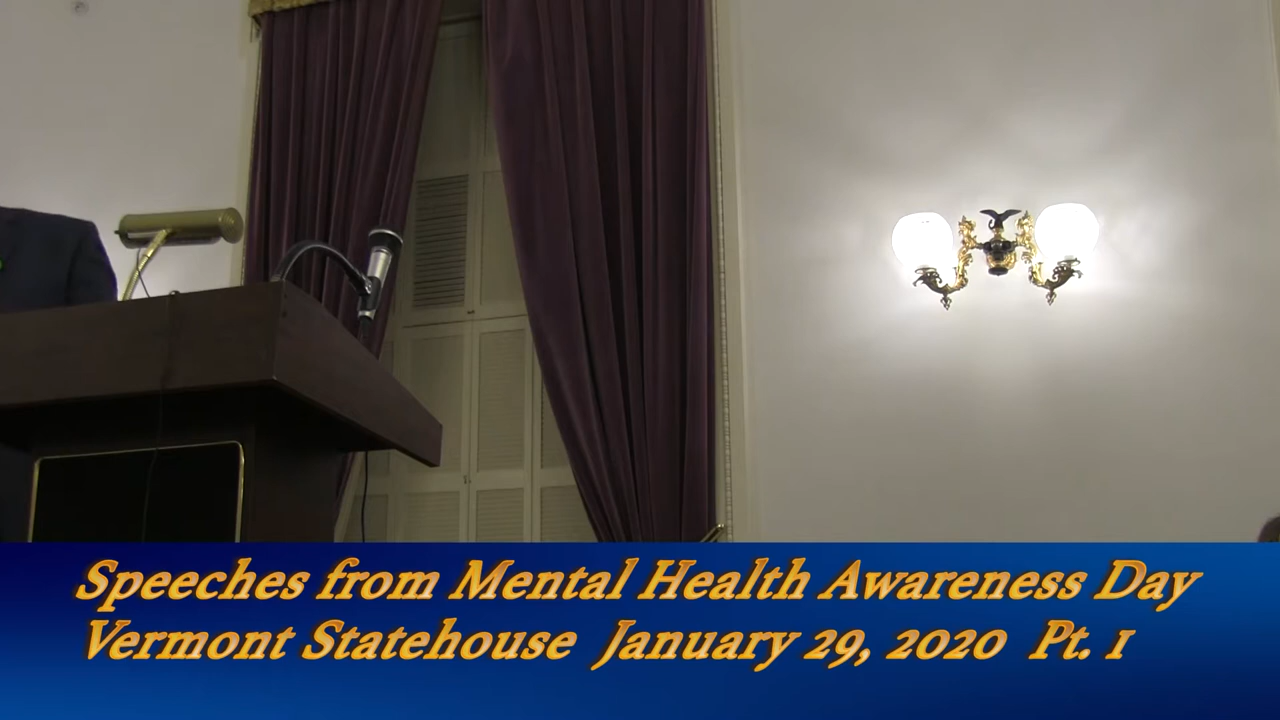 Speeches from Mental Health Awareness Day
Vermont Statehouse January 29, 2020 Pt. 1